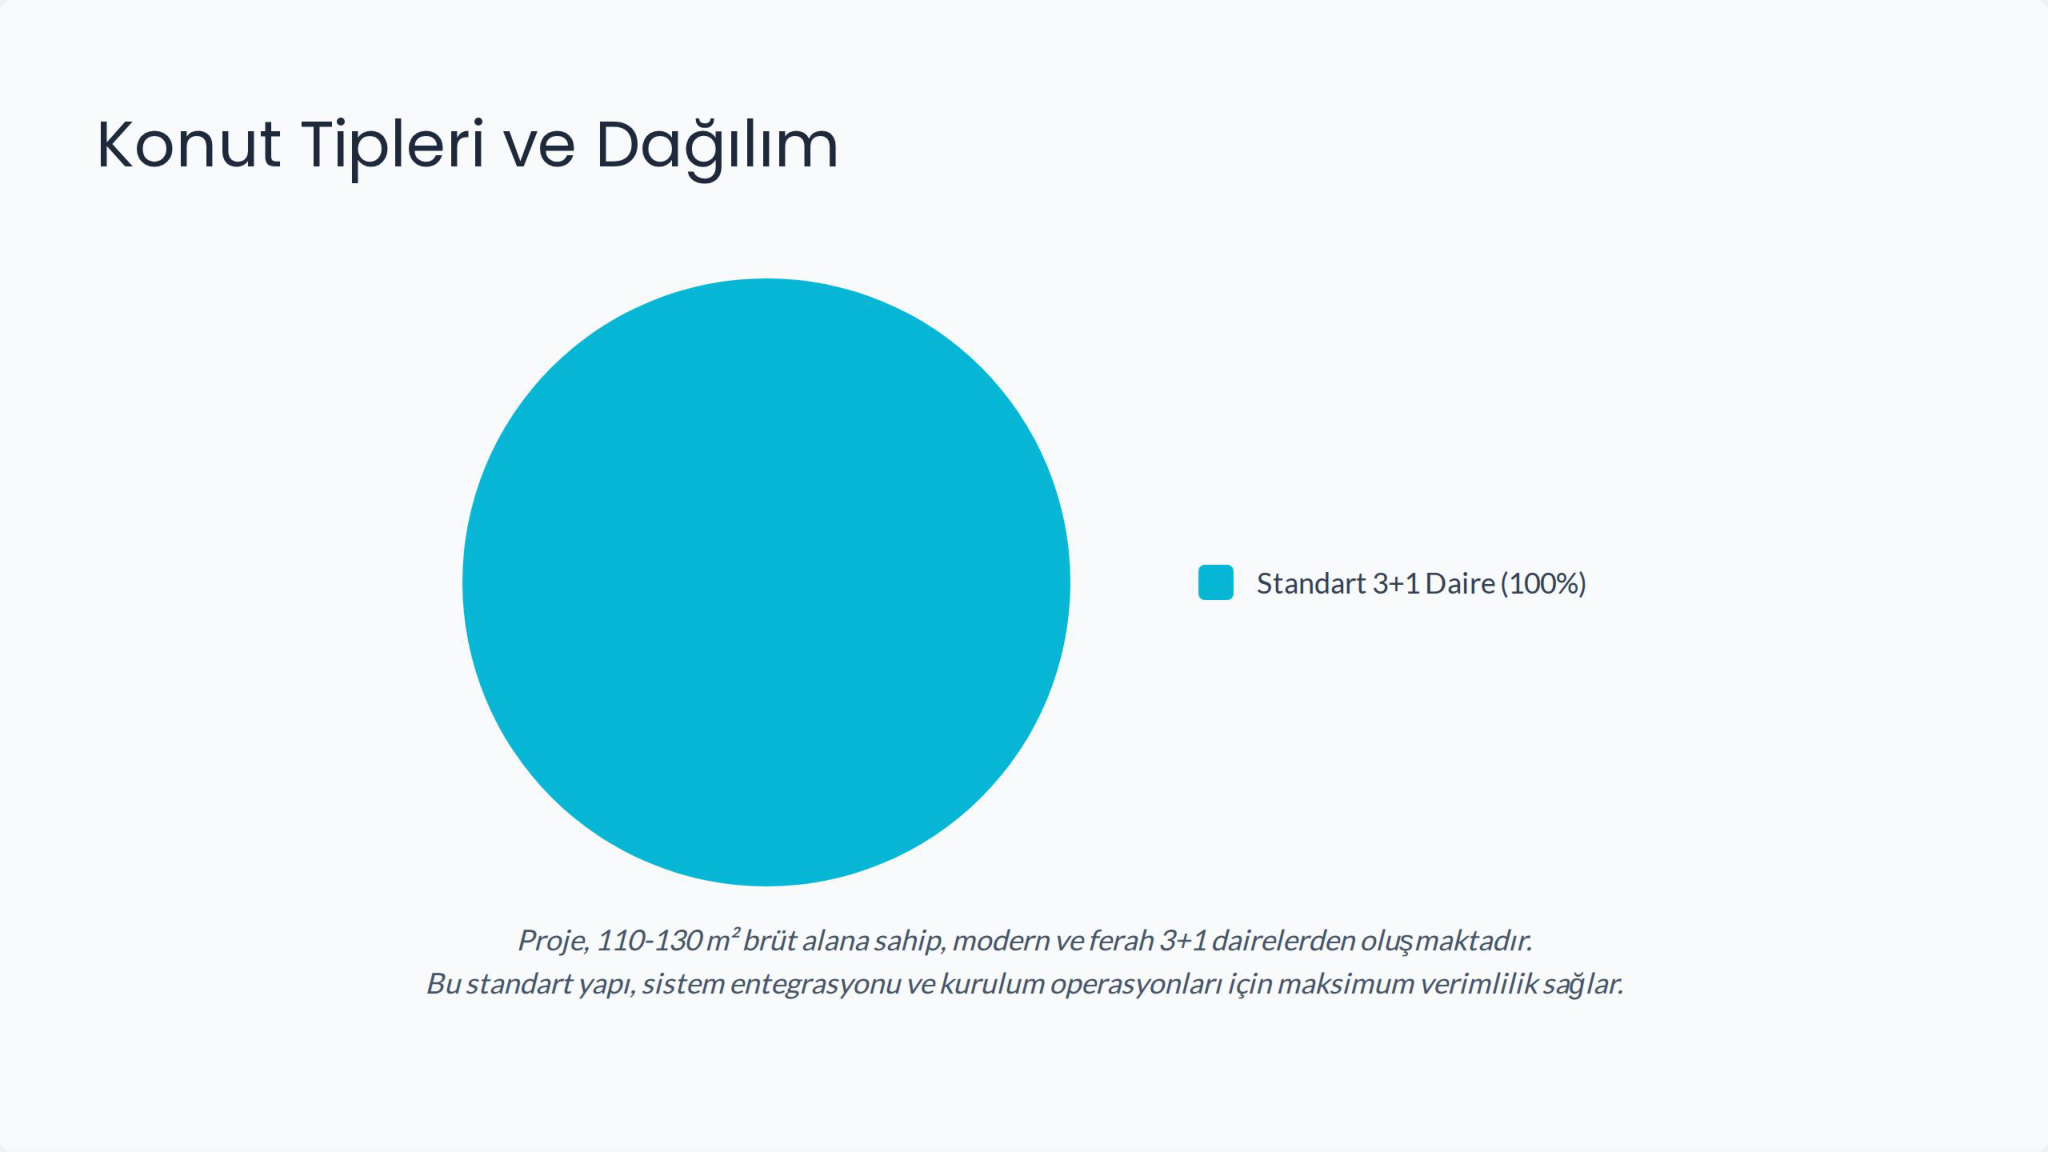 Konut Tipleri ve Dağılım
Standart 3+1 Daire (100%)
Proje, 110-130 m² brüt alana sahip, modern ve ferah 3+1 dairelerden oluşmaktadır.
Bu standart yapı, sistem entegrasyonu ve kurulum operasyonları için maksimum verimlilik sağlar.